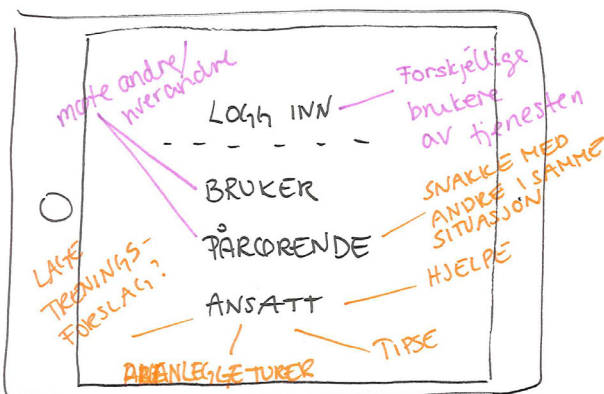 møte andre/
hverandre
LOGG INN
Forskjellige
brukere
av tjenesten
BRUKER
PÅRØRENDE
SNAKKE MED
ANDRE I SAMME
SITUASJON
ANSATT
HJELPE
LAGE
TRENINGS-
FORSLAG?
TIPSE
PLANLEGGE TURER